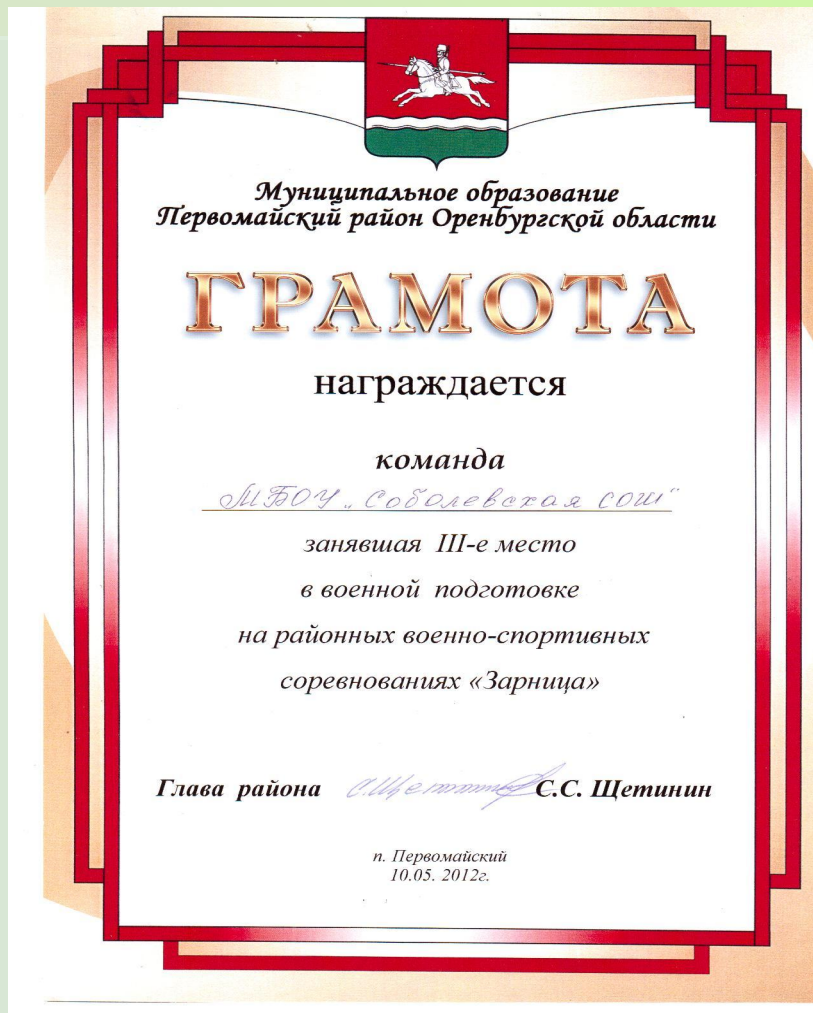 Муниципальное образование
Первомайский район Оренбургской области
ГРАМОТА
награждается
команда
МБОУ „Соболевская СОШ“
занявшая III-е место
в военной подготовке
на районных военно-спортивных
соревнованиях «Зарница»
Глава района С.Щетинин С.С. Щетинин
п. Первомайский
10.05. 2012г.